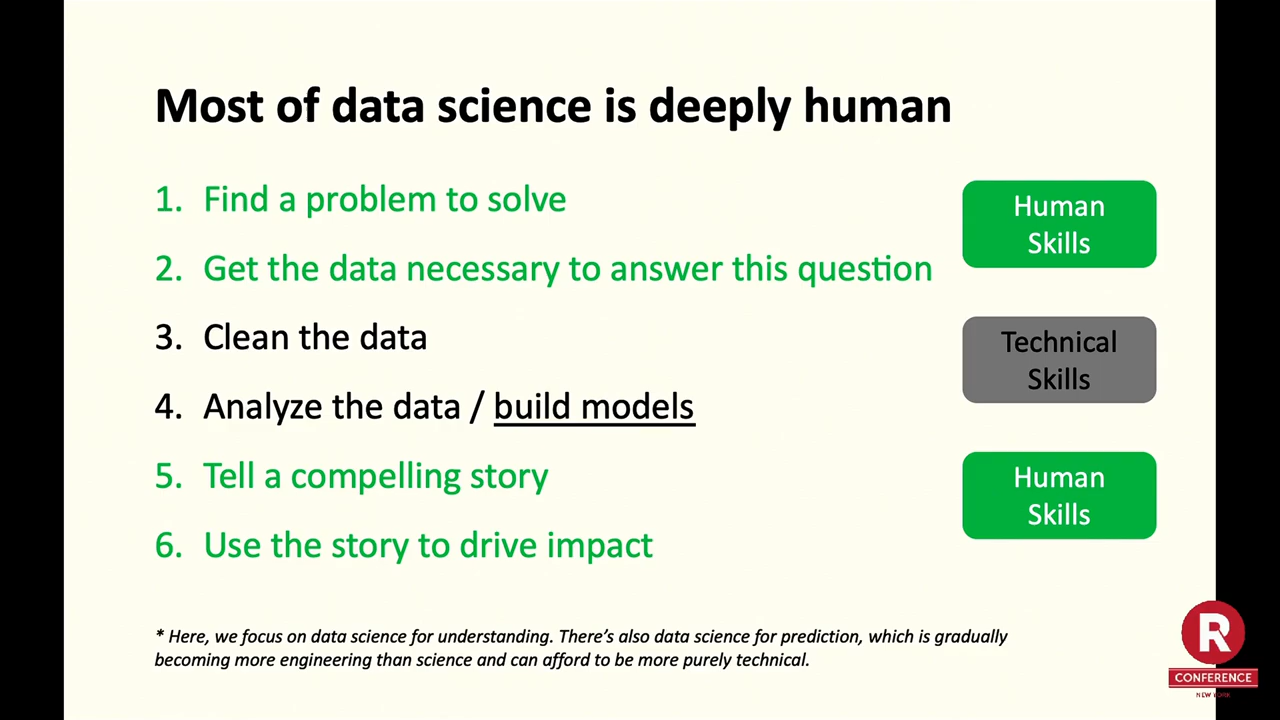 Most of data science is deeply human
1. Find a problem to solve
2. Get the data necessary to answer this question
3. Clean the data
4. Analyze the data / build models
5. Tell a compelling story
6. Use the story to drive impact
Human
Skills
Technical
Skills
Human
Skills
* Here, we focus on data science for understanding. There’s also data science for prediction, which is gradually
becoming more engineering than science and can afford to be more purely technical.
R
CONFERENCE
NEW YORK